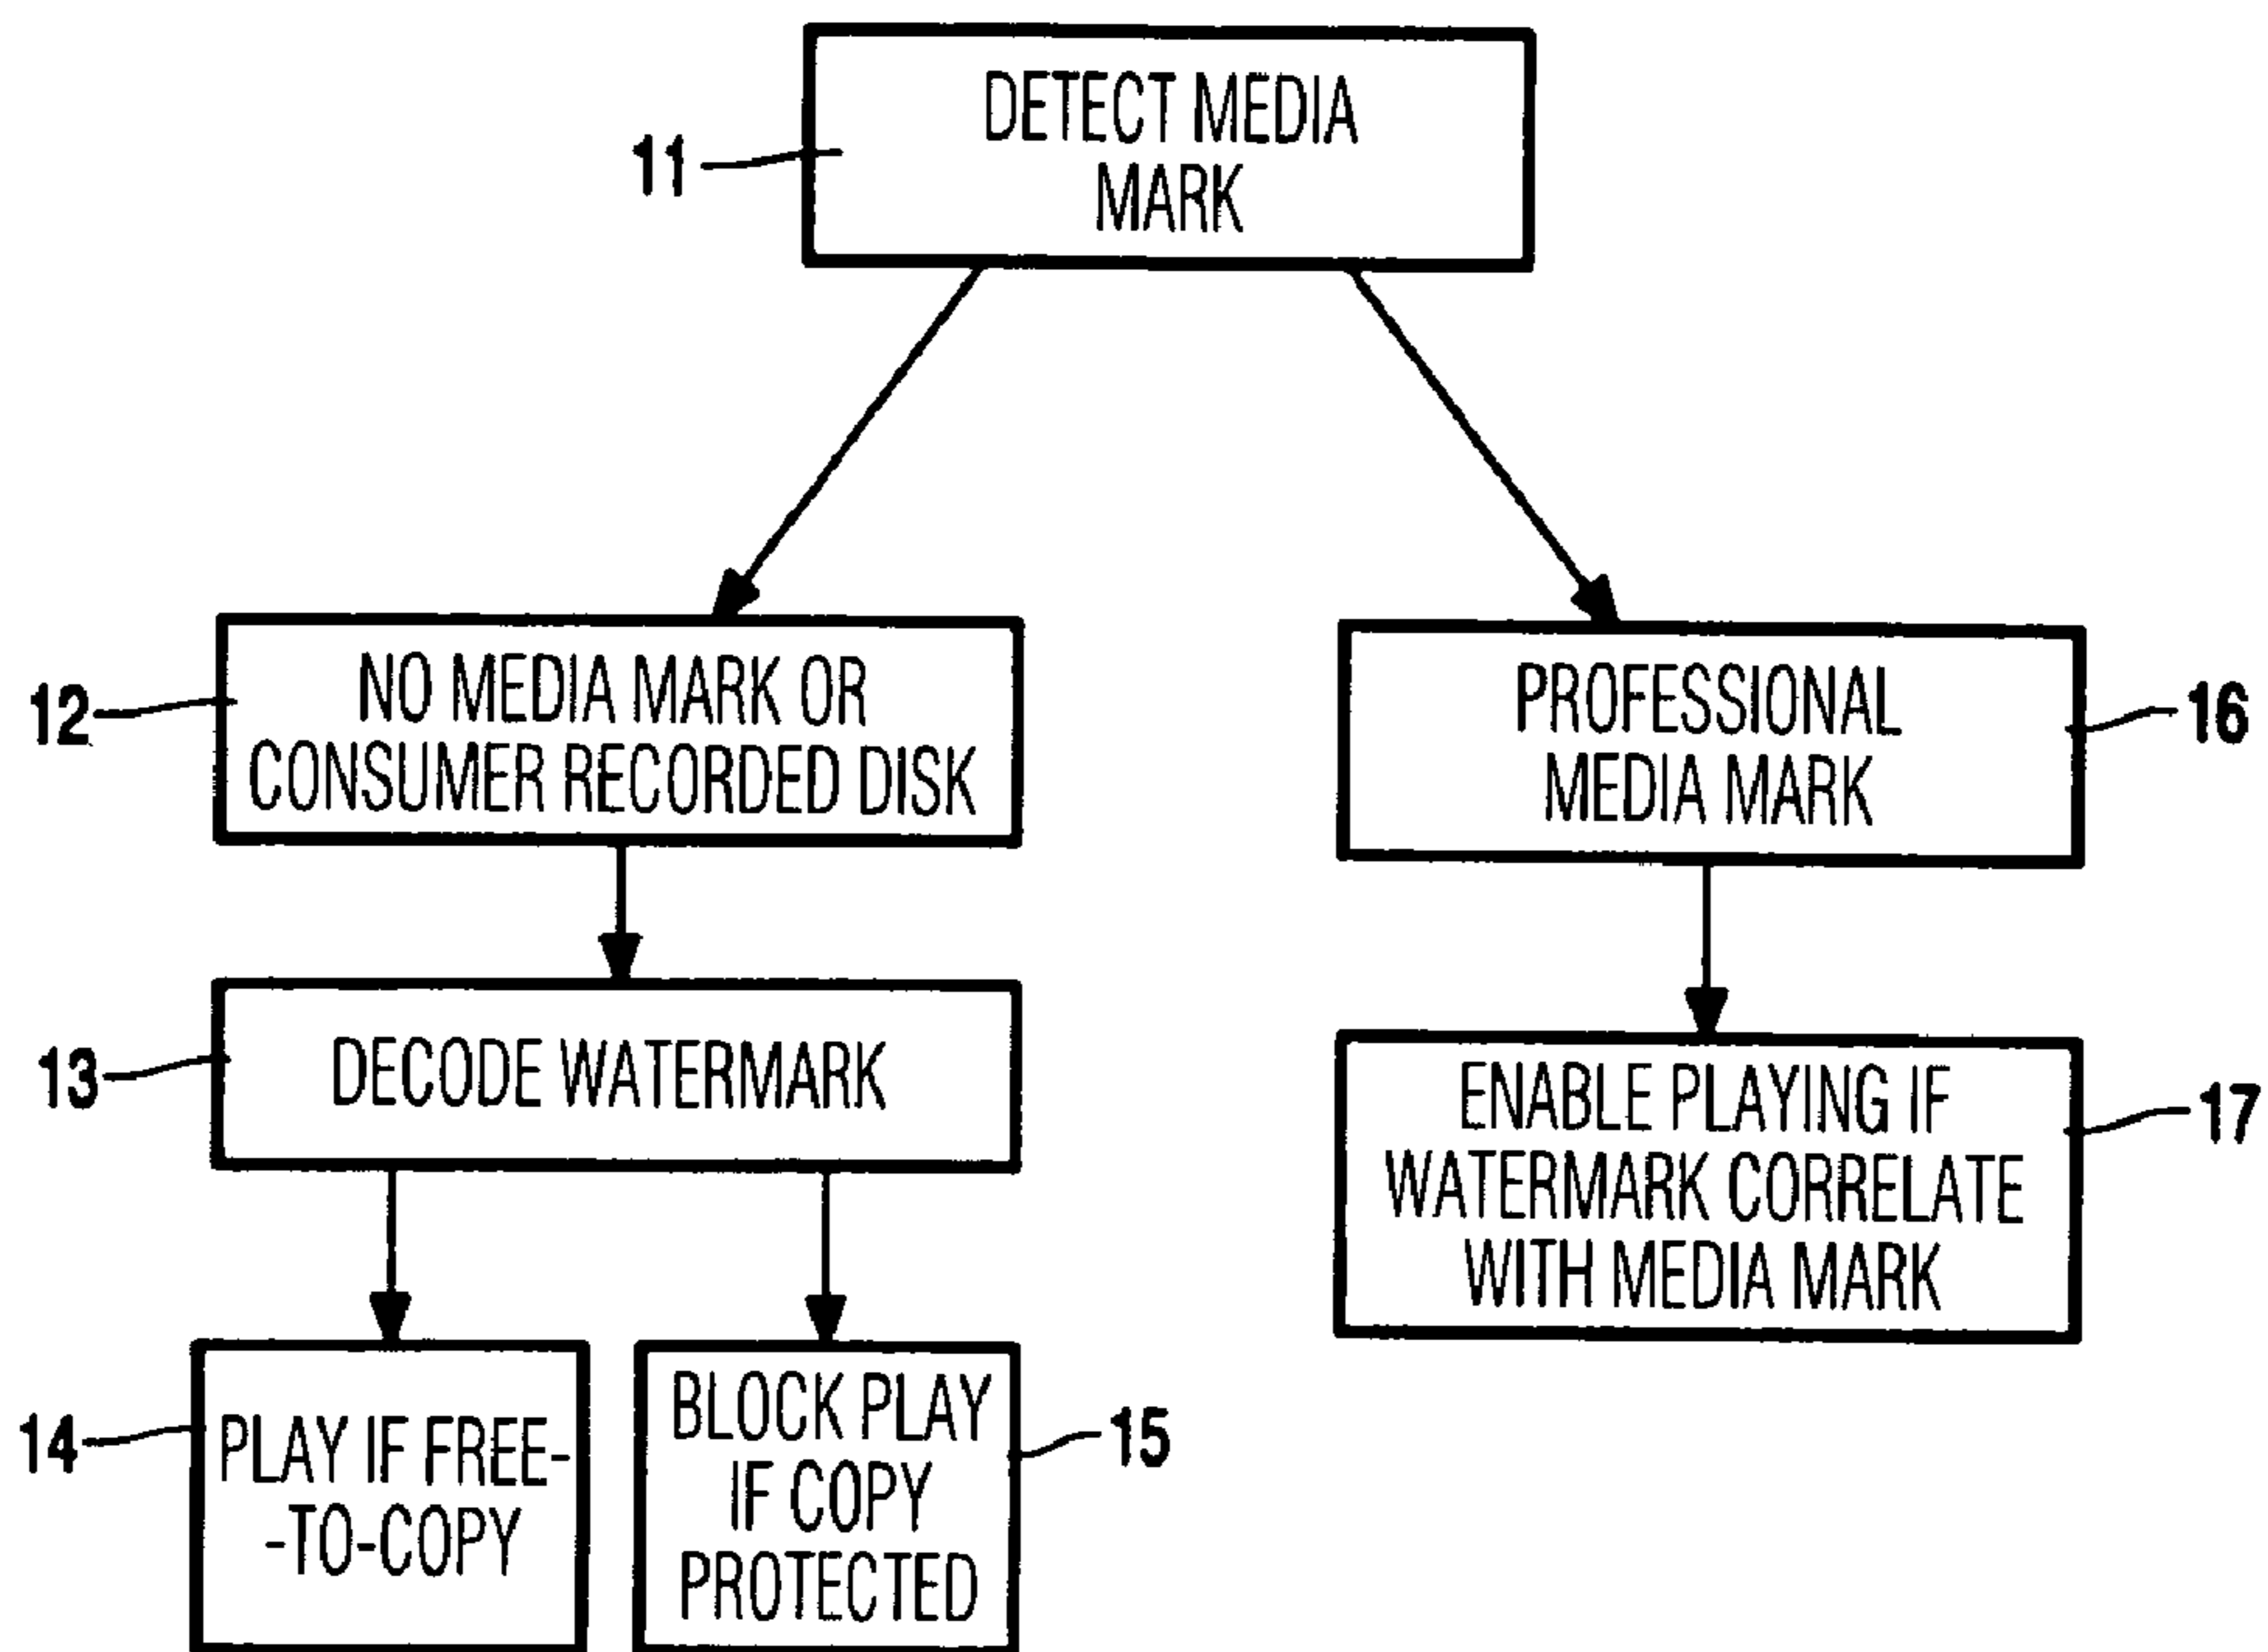 DETECT MEDIA
MARK
11
NO MEDIA MARK OR
CONSUMER RECORDED DISK
12
PROFESSIONAL
MEDIA MARK
16
DECODE WATERMARK
13
ENABLE PLAYING IF
WATERMARK CORRELATE
WITH MEDIA MARK
17
PLAY IF FREE-
-TO-COPY
14
BLOCK PLAY
IF COPY
PROTECTED
15